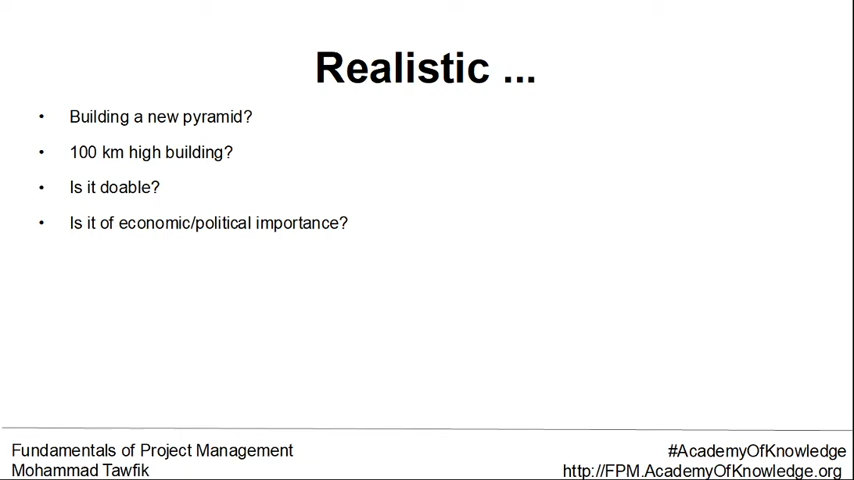 Realistic ...
• Building a new pyramid?
• 100 km high building?
• Is it doable?
• Is it of economic/political importance?
Fundamentals of Project Management
Mohammad Tawfik
#AcademyOfKnowledge
http://FPM.AcademyOfKnowledge.org